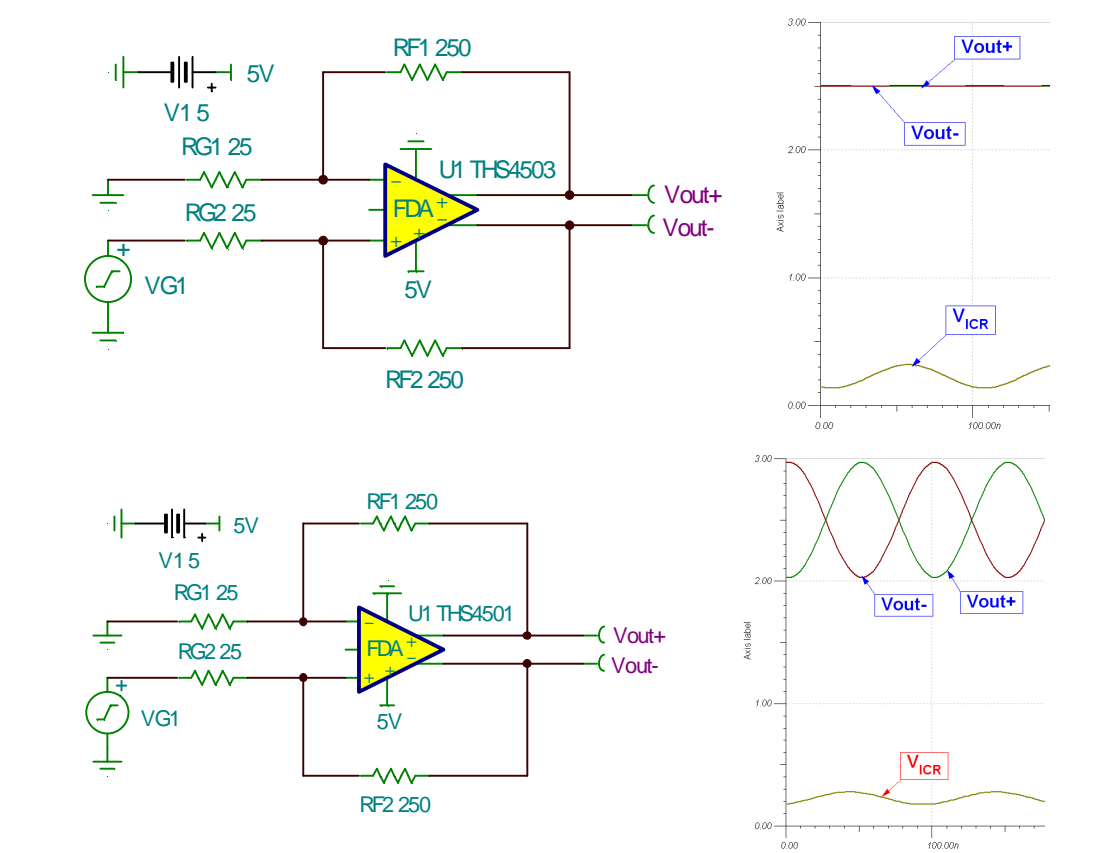 RF1 250
5V
V1 5
RG1 25
U1 THS4503
−
+
FDA
−
+
+
Vout+
Vout-
RG2 25
+
VG1
5V
RF2 250
3.00
Vout+
Vout-
2.00
Axis label
1.00
VICR
0.00
0.00
100.00n
RF1 250
5V
V1 5
RG1 25
U1 THS4501
−
+
FDA
−
+
+
Vout+
Vout-
RG2 25
+
VG1
5V
RF2 250
3.00
2.00
Vout-
Vout+
Axis label
1.00
VICR
0.00
0.00
100.00n